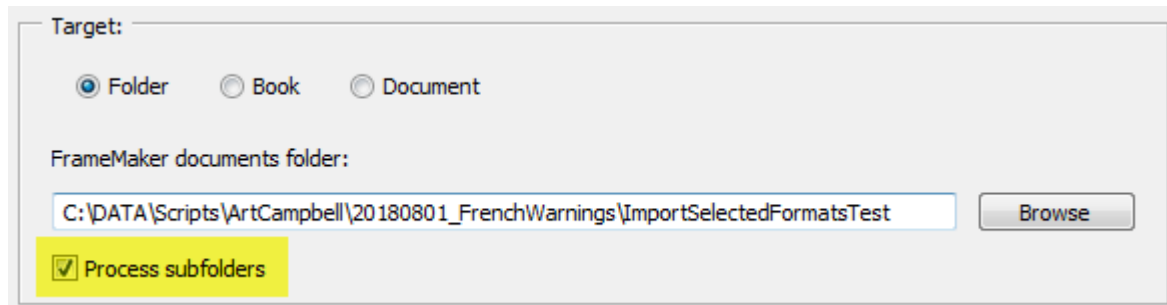 Target:
Folder Book Document
FrameMaker documents folder:
C:\DATA\Scripts\ArtCampbell\20180801_FrenchWarnings\ImportSelectedFormatsTest Browse
Process subfolders